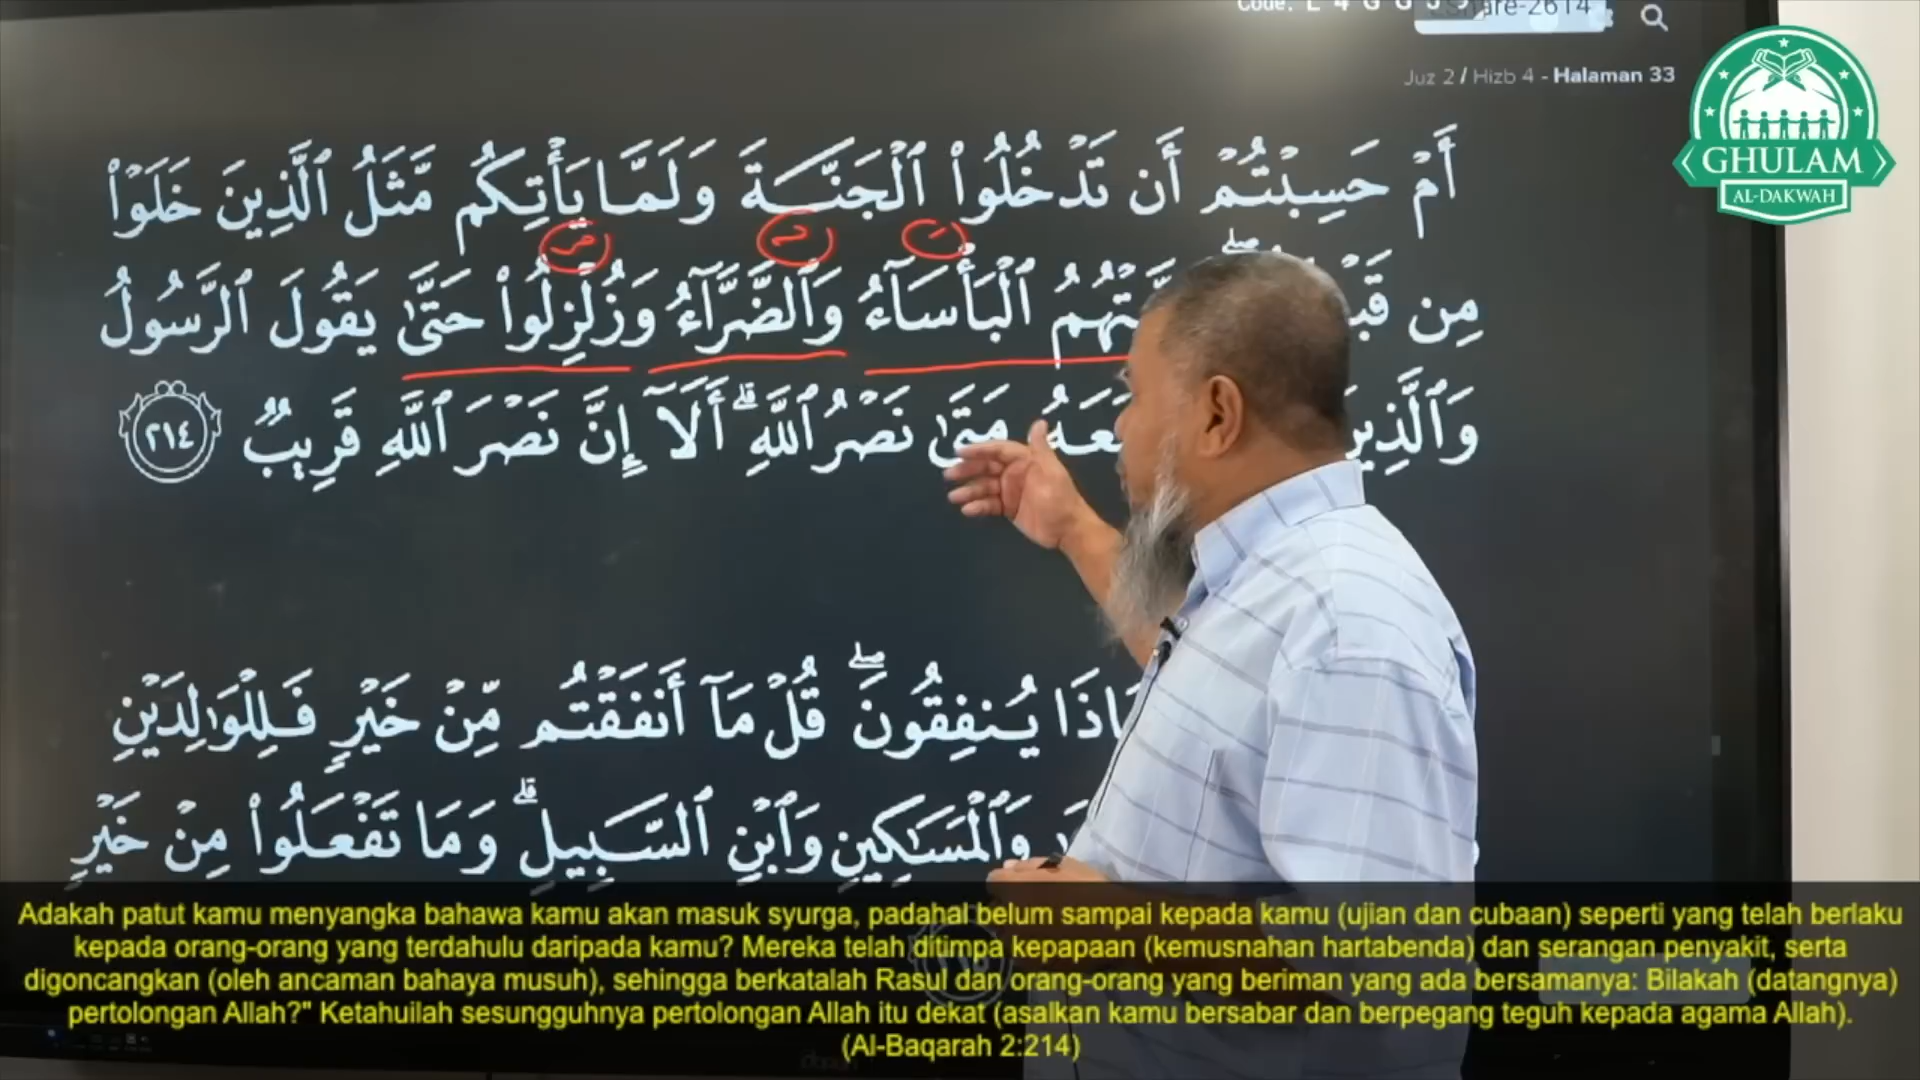 Share-2614
Juz 2 / Hizb 4 - Halaman 33
GHULAM
AL-DAKWAH
أَمْ حَسِبْتُمْ أَن تَدْخُلُوا۟ ٱلْجَنَّةَ وَلَمَّا يَأْتِكُم مَّثَلُ ٱلَّذِينَ خَلَوْا۟
مِن ٱلْبَأْسَآءُ وَٱلضَّرَّآءُ وَزُلْزِلُوا۟ حَتَّىٰ يَقُولَ ٱلرَّسُولُ
وَٱلَّذِينَ مَتَىٰ نَصْرُ ٱللَّهِ ۗ أَلَآ إِنَّ نَصْرَ ٱللَّهِ قَرِيبٌ ٢١٤
يُنفِقُونَ ۖ قُلْ مَآ أَنفَقْتُم مِّنْ خَيْرٍ فَلِلْوَٰلِدَيْنِ
وَٱلْمَسَٰكِينِ وَٱبْنِ ٱلسَّبِيلِ ۗ وَمَا تَفْعَلُوا۟ مِنْ خَيْرٍ
Adakah patut kamu menyangka bahawa kamu akan masuk syurga, padahal belum sampai kepada kamu (ujian dan cubaan) seperti yang telah berlaku
kepada orang-orang yang terdahulu daripada kamu? Mereka telah ditimpa kepapaan (kemusnahan hartabenda) dan serangan penyakit, serta
digoncangkan (oleh ancaman bahaya musuh), sehingga berkatalah Rasul dan orang-orang yang beriman yang ada bersamanya: Bilakah (datangnya)
pertolongan Allah?" Ketahuilah sesungguhnya pertolongan Allah itu dekat (asalkan kamu bersabar dan berpegang teguh kepada agama Allah).
(Al-Baqarah 2:214)